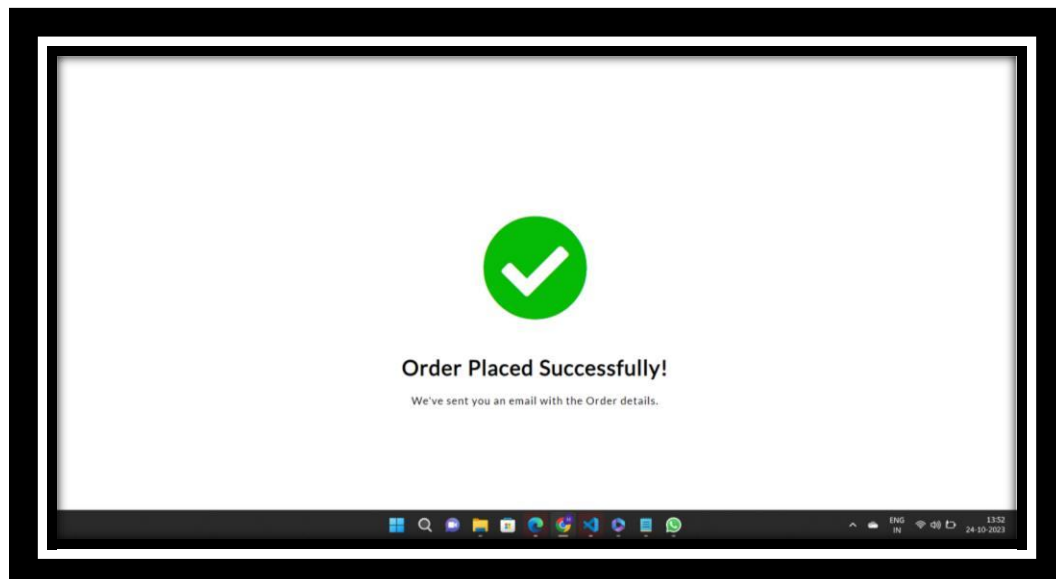 Order Placed Successfully!
We've sent you an email with the Order details.
ENG
IN
13:52
24-10-2023